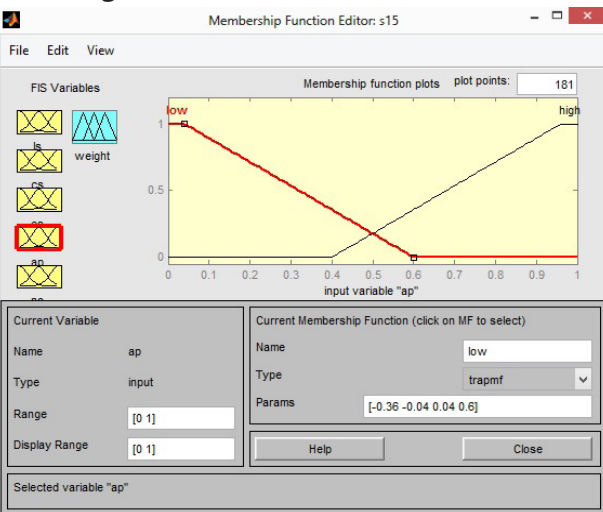 Membership Function Editor: s15
File Edit View
FIS Variables
Membership function plots plot points: 181
ls
cs
ap
weight
low high
1
0.5
0
0 0.1 0.2 0.3 0.4 0.5 0.6 0.7 0.8 0.9 1
input variable "ap"
Current Variable
Name ap
Type input
Range [0 1]
Display Range [0 1]
Current Membership Function (click on MF to select)
Name low
Type trapmf
Params [-0.36 -0.04 0.04 0.6]
Help Close
Selected variable "ap"